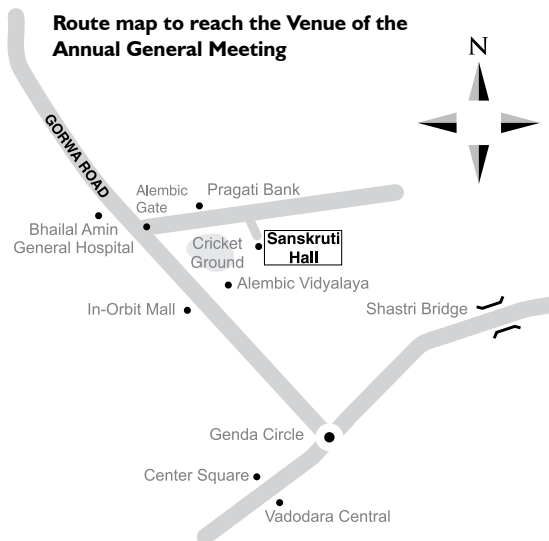 Route map to reach the Venue of the
Annual General Meeting
N
GORWA ROAD
Alembic
Gate
Pragati Bank
Bhailal Amin
General Hospital
Cricket
Ground
Sanskruti
Hall
Alembic Vidyalaya
In-Orbit Mall
Shastri Bridge
Genda Circle
Center Square
Vadodara Central